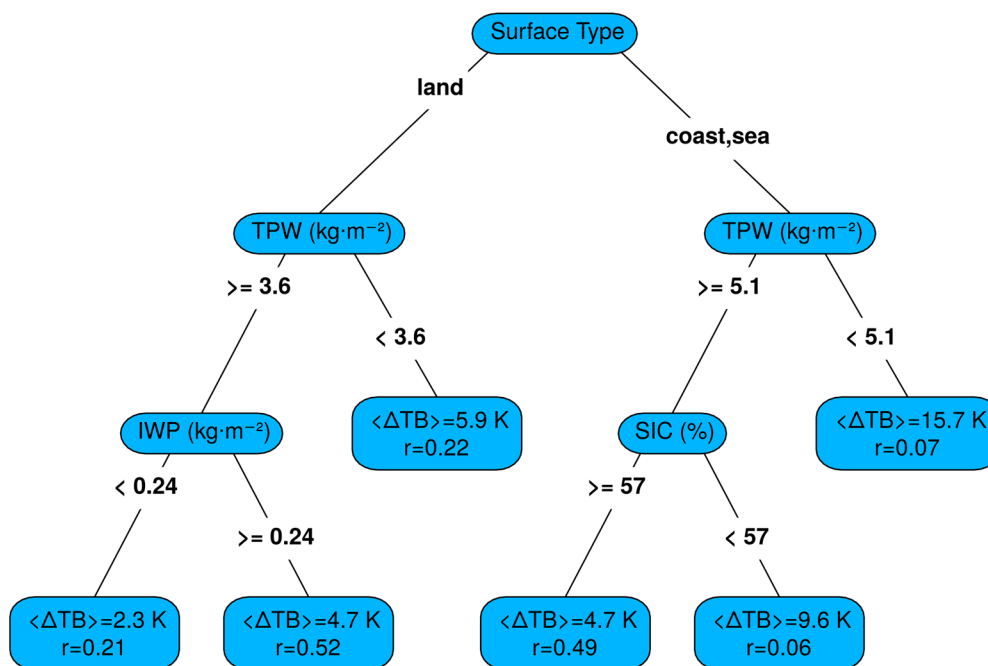 Surface Type
land
coast,sea
TPW (kg·m⁻²)
TPW (kg·m⁻²)
>= 3.6
>= 5.1
< 3.6
< 5.1
<ΔTB>=5.9 K
r=0.22
<ΔTB>=15.7 K
r=0.07
IWP (kg·m⁻²)
SIC (%)
< 0.24
>= 57
>= 0.24
< 57
<ΔTB>=2.3 K
r=0.21
<ΔTB>=4.7 K
r=0.52
<ΔTB>=4.7 K
r=0.49
<ΔTB>=9.6 K
r=0.06